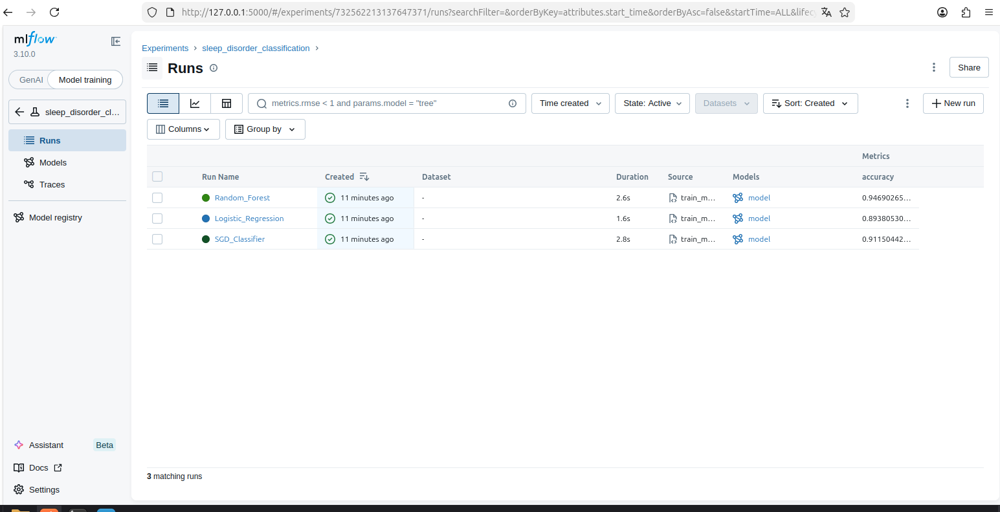 http://127.0.0.1:5000/#/experiments/732562213137647371/runs?searchFilter=&orderByKey=attributes.start_time&orderByAsc=false&startTime=ALL&lifec
mlflow
3.10.0
GenAI Model training
sleep_disorder_cl...
Runs
Models
Traces
Model registry
Assistant Beta
Docs
Settings
Experiments > sleep_disorder_classification >
Runs
Share
metrics.rmse < 1 and params.model = "tree"
Time created
State: Active
Datasets
Sort: Created
+ New run
Columns
Group by
Metrics
Run Name Created Dataset Duration Source Models accuracy
Random_Forest 11 minutes ago - 2.6s train_m... model 0.94690265...
Logistic_Regression 11 minutes ago - 1.6s train_m... model 0.89380530...
SGD_Classifier 11 minutes ago - 2.8s train_m... model 0.91150442...
3 matching runs